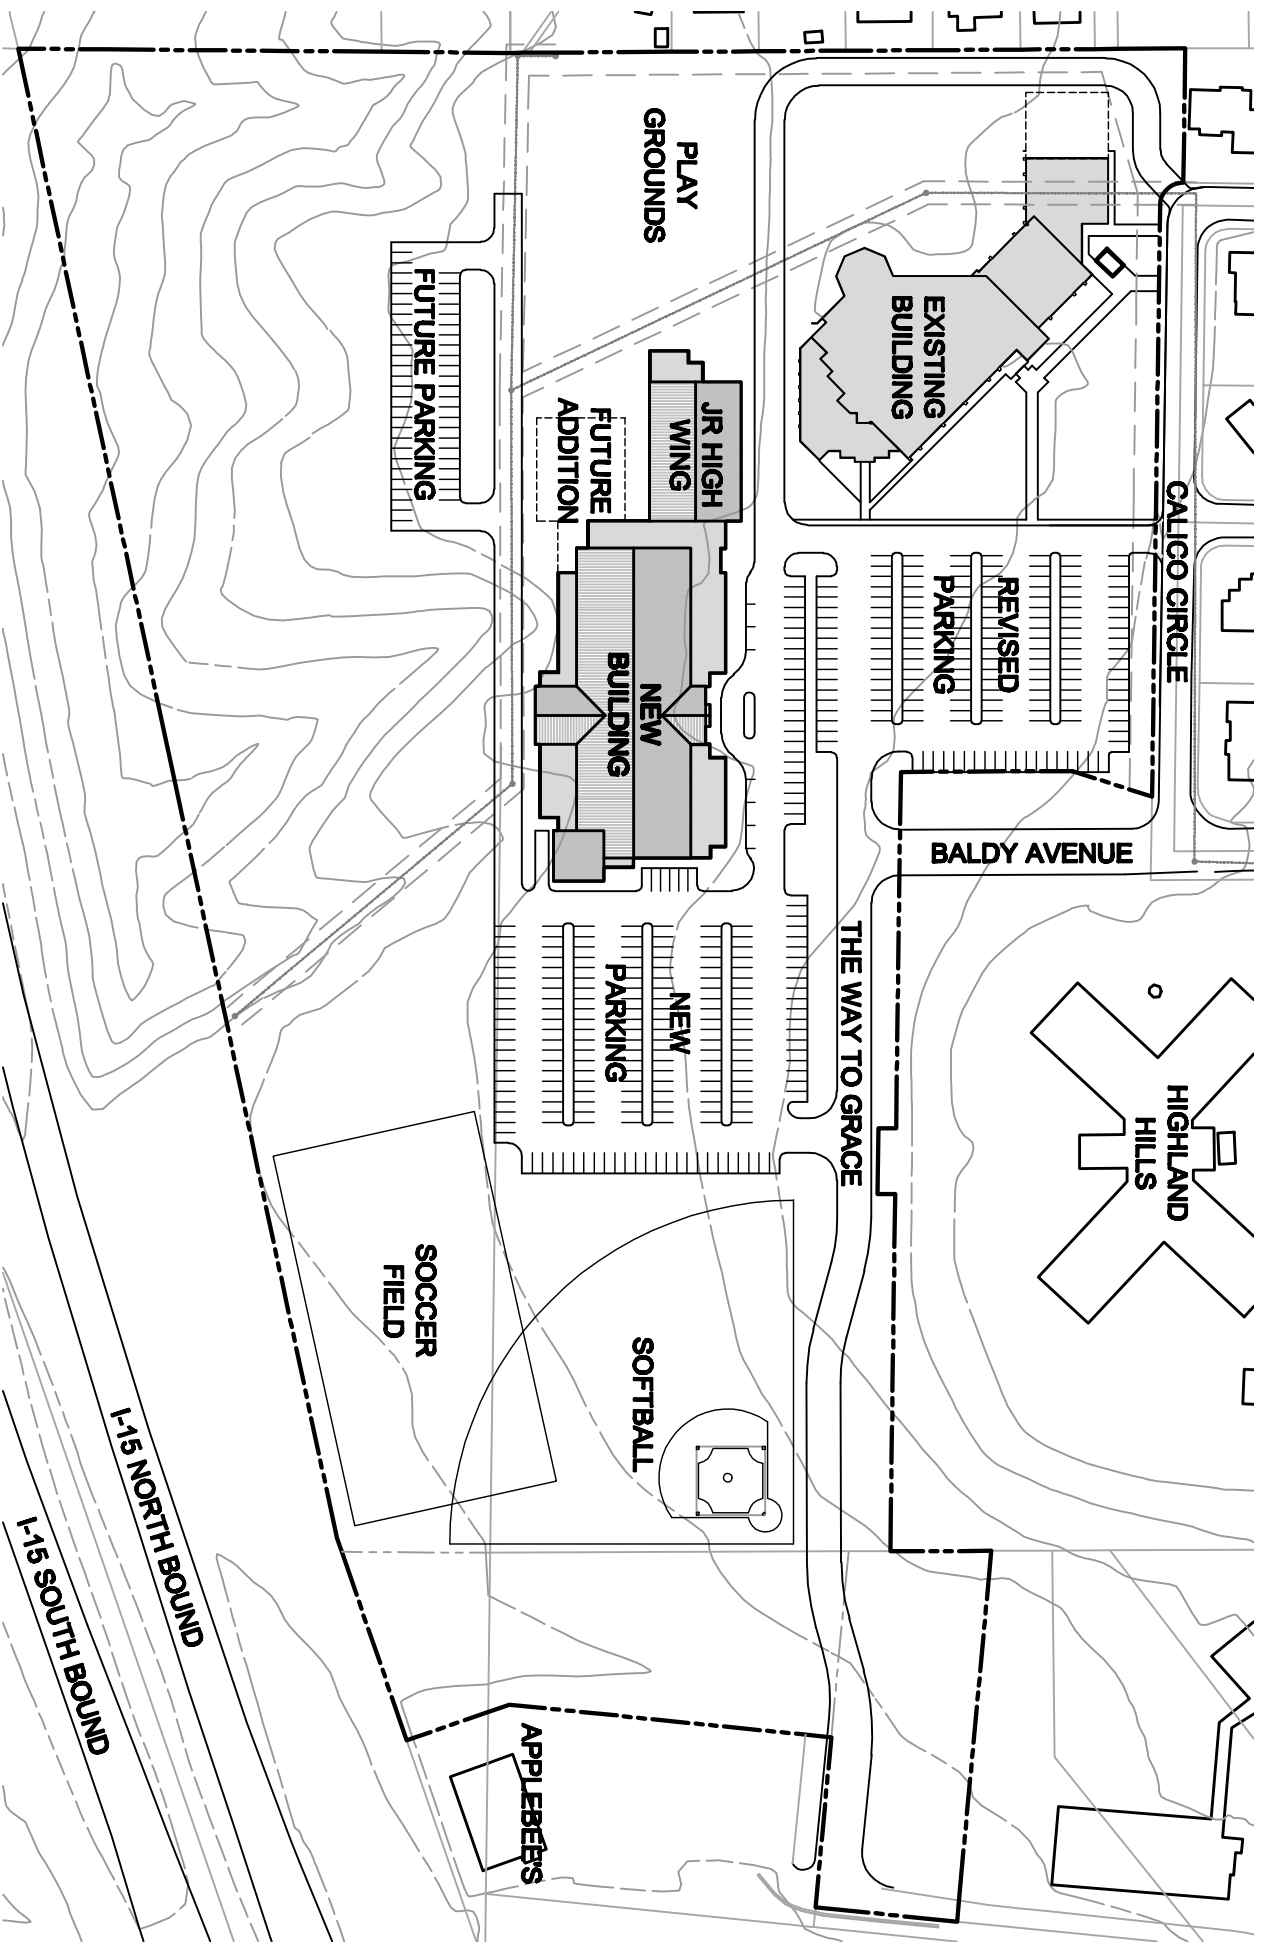 PLAY
GROUNDS
EXISTING
BUILDING
FUTURE PARKING
FUTURE
ADDITION
JR HIGH
WING
CALICO CIRCLE
REVISED
PARKING
NEW
BUILDING
BALDY AVENUE
THE WAY TO GRACE
NEW
PARKING
HIGHLAND
HILLS
SOCCER
FIELD
SOFTBALL
I-15 NORTH BOUND
I-15 SOUTH BOUND
APPLEBEE'S